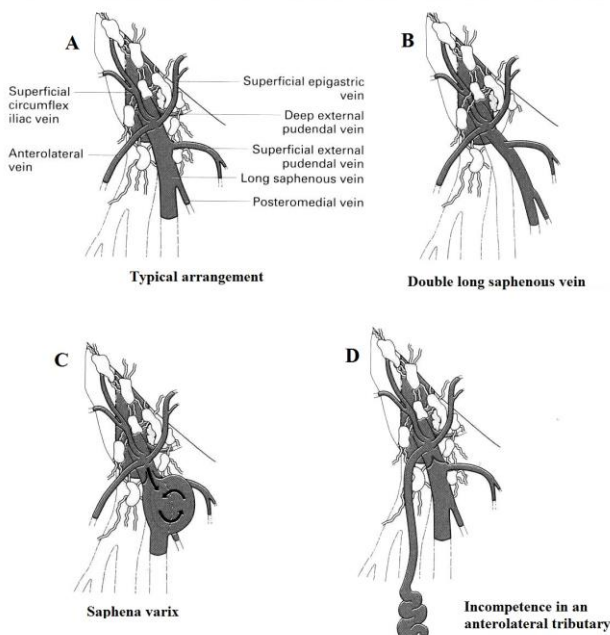 A
Superficial
circumflex
iliac vein
Anterolateral
vein
Superficial epigastric
vein
Deep external
pudendal vein
Superficial external
pudendal vein
Long saphenous vein
Posteromedial vein
Typical arrangement
B
Double long saphenous vein
C
Saphena varix
D
Incompetence in an
anterolateral tributary